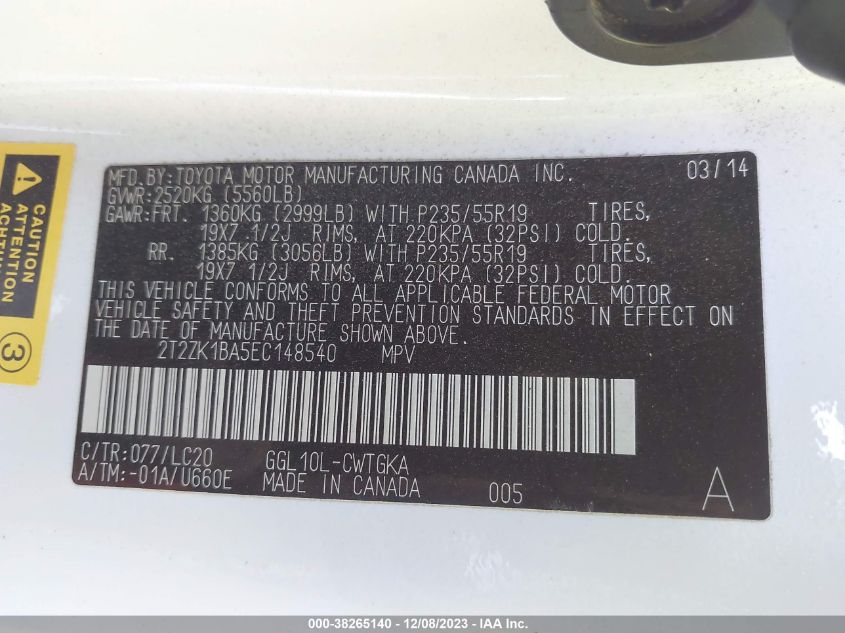 MFD.BY:TOYOTA MOTOR MANUFACTURING CANADA INC. 03/14
GVWR:2520KG (5560LB)
GAWR:FRT. 1360KG (2999LB) WITH P235/55R19 TIRES,
19X7 1/2J RIMS, AT 220KPA (32PSI) COLD.
RR. 1385KG (3056LB) WITH P235/55R19 TIRES,
19X7 1/2J RIMS, AT 220KPA (32PSI) COLD.
THIS VEHICLE CONFORMS TO ALL APPLICABLE FEDERAL MOTOR
VEHICLE SAFETY AND THEFT PREVENTION STANDARDS IN EFFECT ON
THE DATE OF MANUFACTURE SHOWN ABOVE.
2T2ZK1BA5EC148540 MPV
C/TR:077/LC20 GGL10L-CWTGKA
A/TM:-01A/U660E MADE IN CANADA 005 A
CAUTION
3
000-38265140 - 12/08/2023 - IAA Inc.